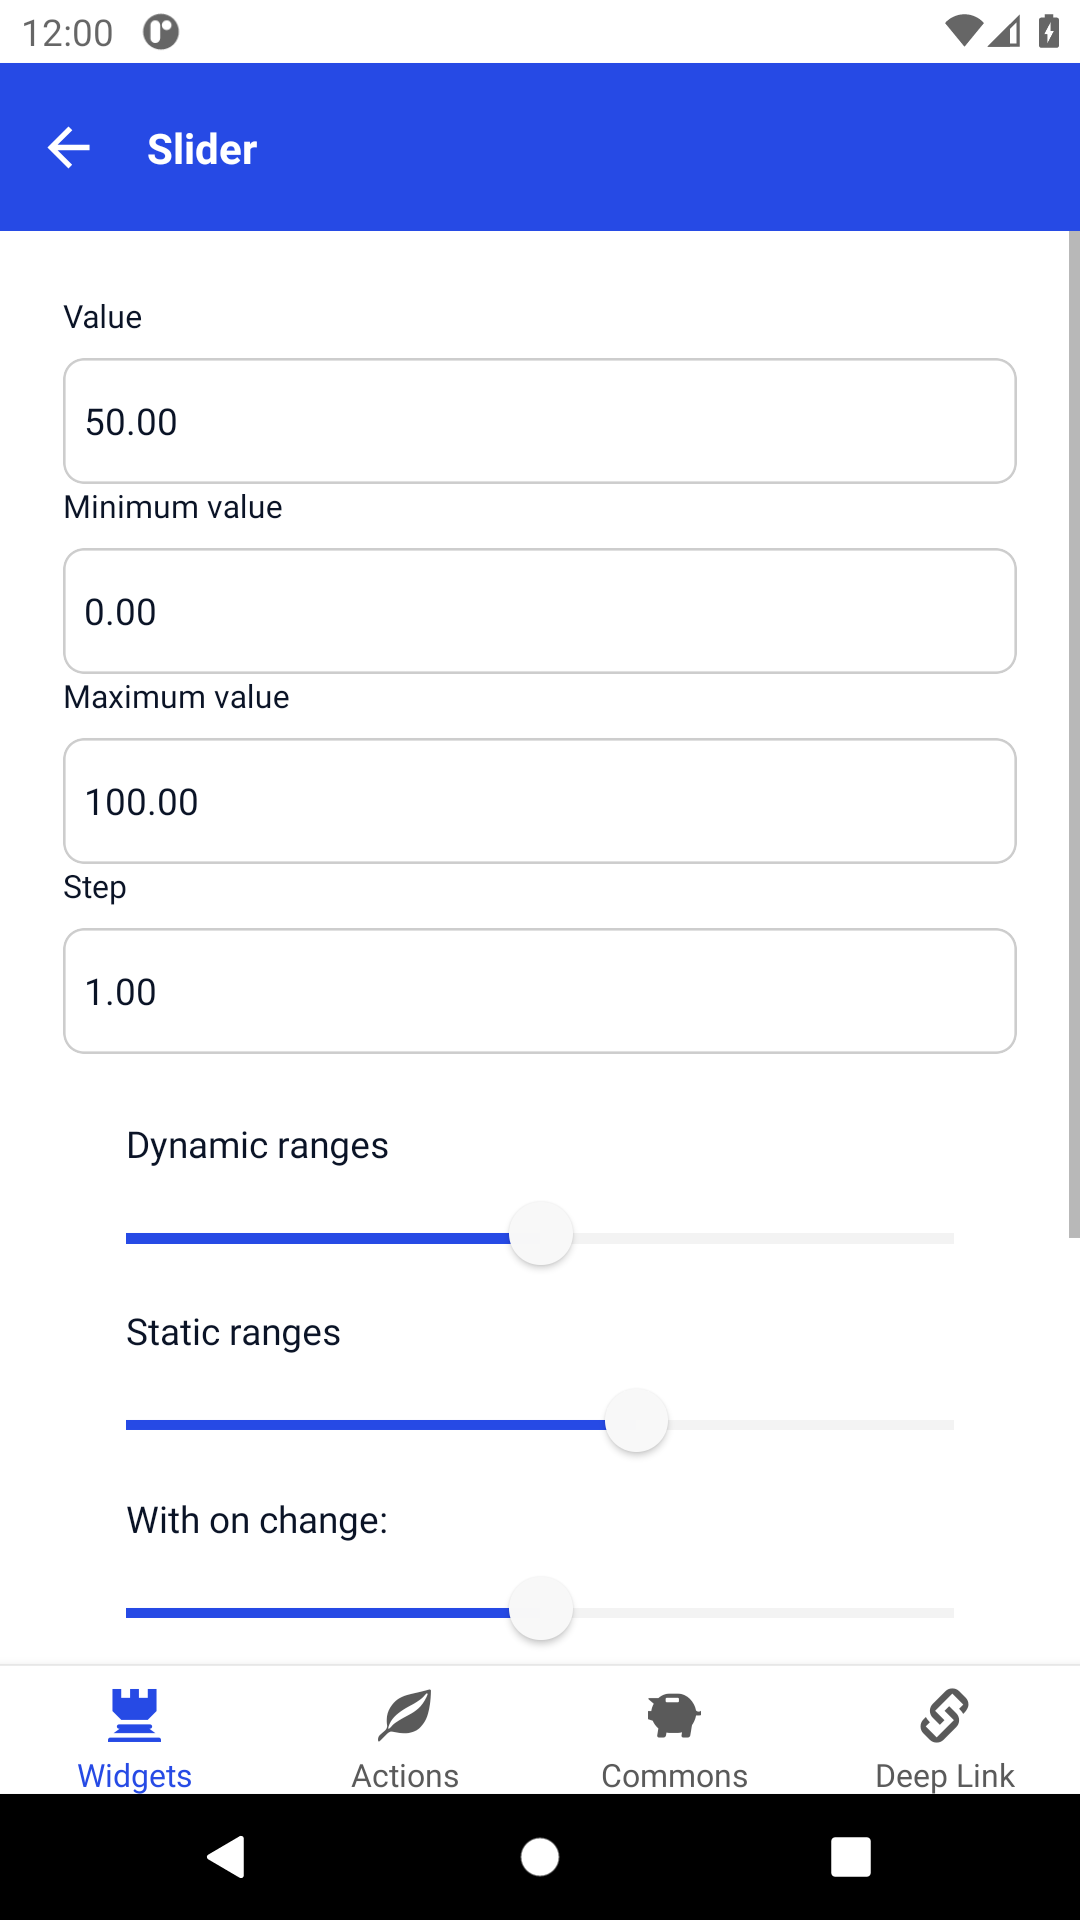 12:00
Slider
Value
50.00
Minimum value
0.00
Maximum value
100.00
Step
1.00
Dynamic ranges
Static ranges
With on change:
Widgets
Actions
Commons
Deep Link